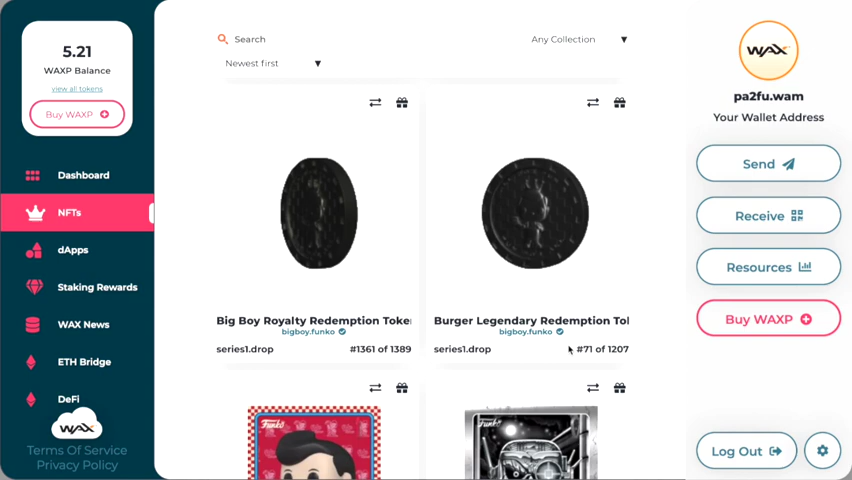 5.21
WAXP Balance
view all tokens
Buy WAXP
Dashboard
NFTs
dApps
Staking Rewards
WAX News
ETH Bridge
DeFi
WAX
Terms Of Service
Privacy Policy
Search
Any Collection
Newest first
Big Boy Royalty Redemption Toke
bigboy.funko
series1.drop
#1361 of 1389
Burger Legendary Redemption Tol
bigboy.funko
series1.drop
#71 of 1207
Funko
Funko
WAX
pa2fu.wam
Your Wallet Address
Send
Receive
Resources
Buy WAXP
Log Out